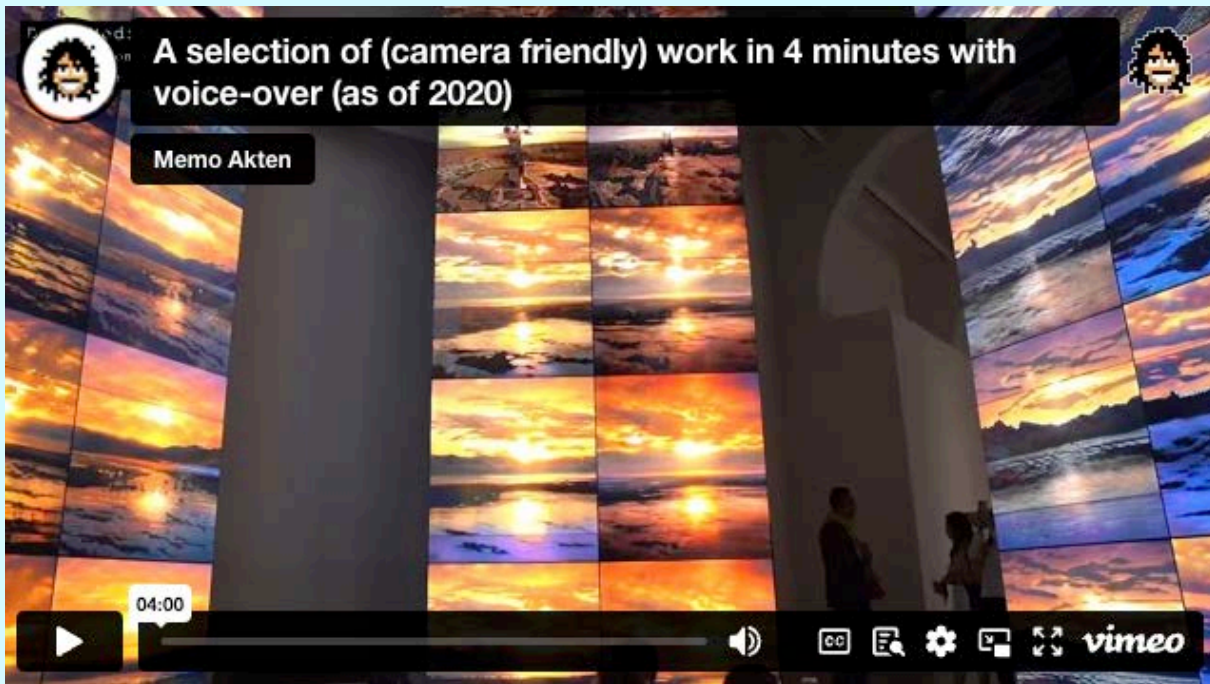 A selection of (camera friendly) work in 4 minutes with
voice-over (as of 2020)
Memo Akten
04:00
CC
vimeo